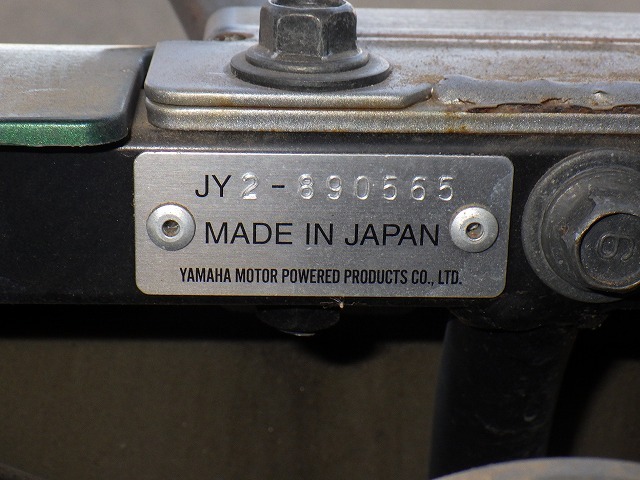 JY2-890565
MADE IN JAPAN
YAMAHA MOTOR POWERED PRODUCTS CO., LTD.